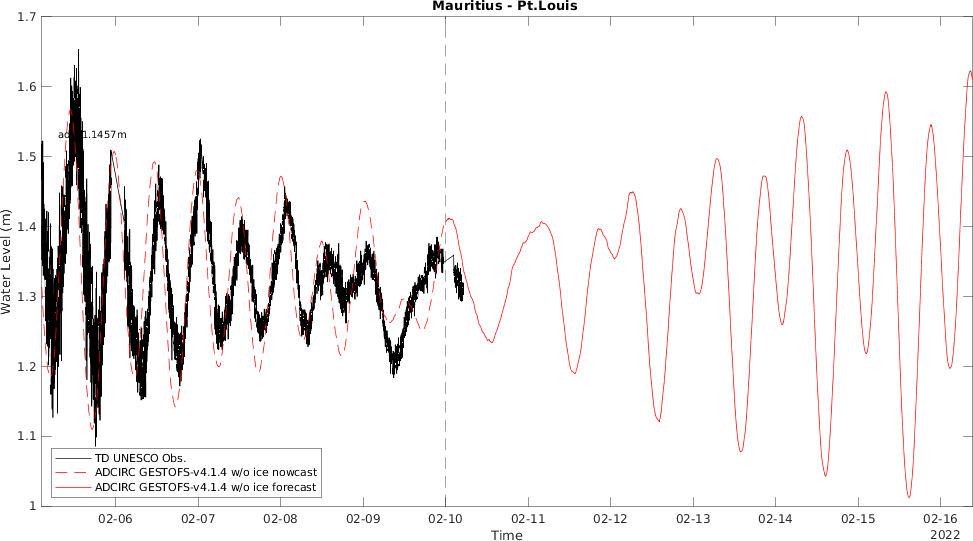 Mauritius - Pt.Louis
Water Level (m)
1.7
1.6
1.5
1.4
1.3
1.2
1.1
1
1.1457m
TD UNESCO Obs.
ADCIRC GESTOFS-v4.1.4 w/o ice nowcast
ADCIRC GESTOFS-v4.1.4 w/o ice forecast
02-06 02-07 02-08 02-09 02-10 02-11 02-12 02-13 02-14 02-15 02-16
2022
Time